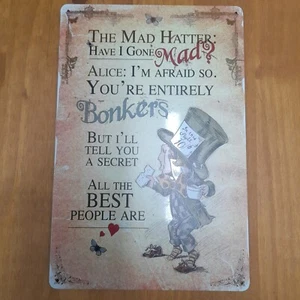 THE MAD HATTER:
HAVE I GONE Mad?
ALICE: I'M AFRAID SO.
YOU'RE ENTIRELY
Bonkers
BUT I'LL
TELL YOU
A SECRET
ALL THE
BEST
PEOPLE ARE